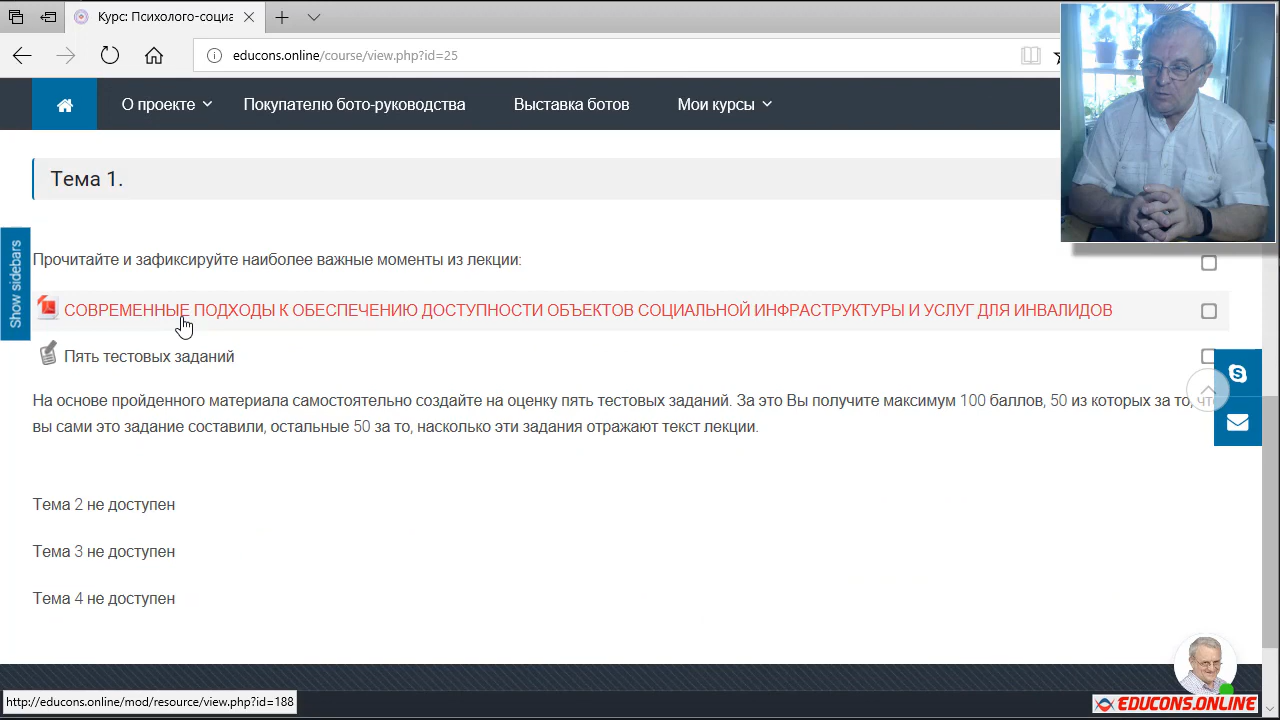 Курс: Психолого-социа
educons.online/course/view.php?id=25
О проекте
Покупателю бото-руководства
Выставка ботов
Мои курсы
Тема 1.
Show sidebars
Прочитайте и зафиксируйте наиболее важные моменты из лекции:
СОВРЕМЕННЫЕ ПОДХОДЫ К ОБЕСПЕЧЕНИЮ ДОСТУПНОСТИ ОБЪЕКТОВ СОЦИАЛЬНОЙ ИНФРАСТРУКТУРЫ И УСЛУГ ДЛЯ ИНВАЛИДОВ
Пять тестовых заданий
На основе пройденного материала самостоятельно создайте на оценку пять тестовых заданий. За это Вы получите максимум 100 баллов, 50 из которых за то, что
вы сами это задание составили, остальные 50 за то, насколько эти задания отражают текст лекции.
Тема 2 не доступен
Тема 3 не доступен
Тема 4 не доступен
http://educons.online/mod/resource/view.php?id=188
EDUCONS.ONLINE